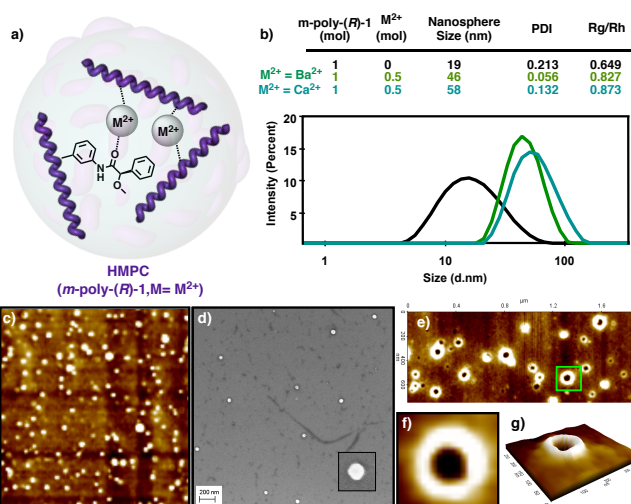 a)
M²⁺
M²⁺
O
N
H
O
HMPC
(m-poly-(R)-1,M= M²⁺)
b)
m-poly-(R)-1 M²⁺ Nanosphere PDI Rg/Rh
(mol) (mol) Size (nm)
1 0 19 0.213 0.649
M²⁺ = Ba²⁺ 1 0.5 46 0.056 0.827
M²⁺ = Ca²⁺ 1 0.5 58 0.132 0.873
Intensity (Percent)
20
15
10
5
1 10 100
Size (d.nm)
c)
d)
200 nm
µm
0 0.4 0.8 1.2 1.6
e)
0
400
f)
g)